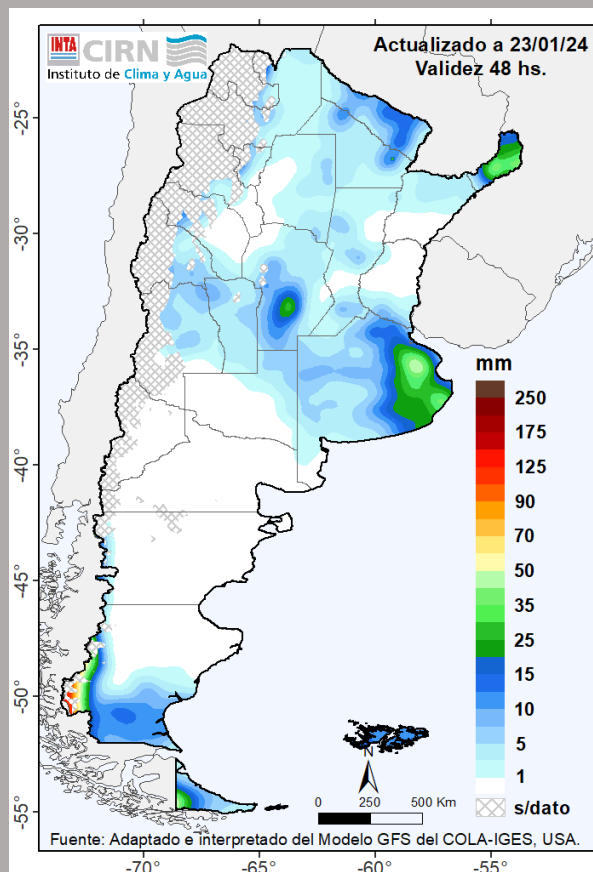 INTA CIRN
Instituto de Clima y Agua
Actualizado a 23/01/24
Validez 48 hs.
-25°
-30°
-35°
-40°
-45°
-50°
-55°
mm
250
175
125
90
70
50
35
25
15
10
5
1
s/dato
N
0 250 500 Km
Fuente: Adaptado e interpretado del Modelo GFS del COLA-IGES, USA.
-70° -65° -60° -55°